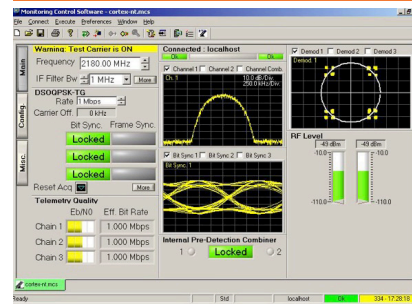 Monitoring Control Software - cortex-nt.mcs
File Connect Execute Preferences Window Help
Warning: Test Carrier is ON
Frequency 2180.00 MHz
IF Filter Bw 1 MHz More
DSOQPSK-TG
Rate 1 Mbps
Carrier Off. 0 kHz
Bit Sync. Frame Sync.
Locked
Locked
Locked
Reset Acq More
Telemetry Quality
Eb/N0 Eff. Bit Rate
Chain 1 1.000 Mbps
Chain 2 1.000 Mbps
Chain 3 1.000 Mbps
Main
Config.
Misc.
Connected : localhost
Ok Ok
Channel 1 Channel 2 Channel Comb.
Ch. 1 10.0 dB/Div.
250.0 kHz/Div.
Bit Sync 1 Bit Sync 2 Bit Sync 3
Bit Sync 1
Internal Pre-Detection Combiner
1 Locked 2
Demod 1 Demod 2 Demod 3
Demod. 1
RF Level
-49 dBm -49 dBm
-10.0 -10.0
-110.0 -110.0
cortex-nt.mcs
Ready Std localhost Ok 334 - 17:28:18